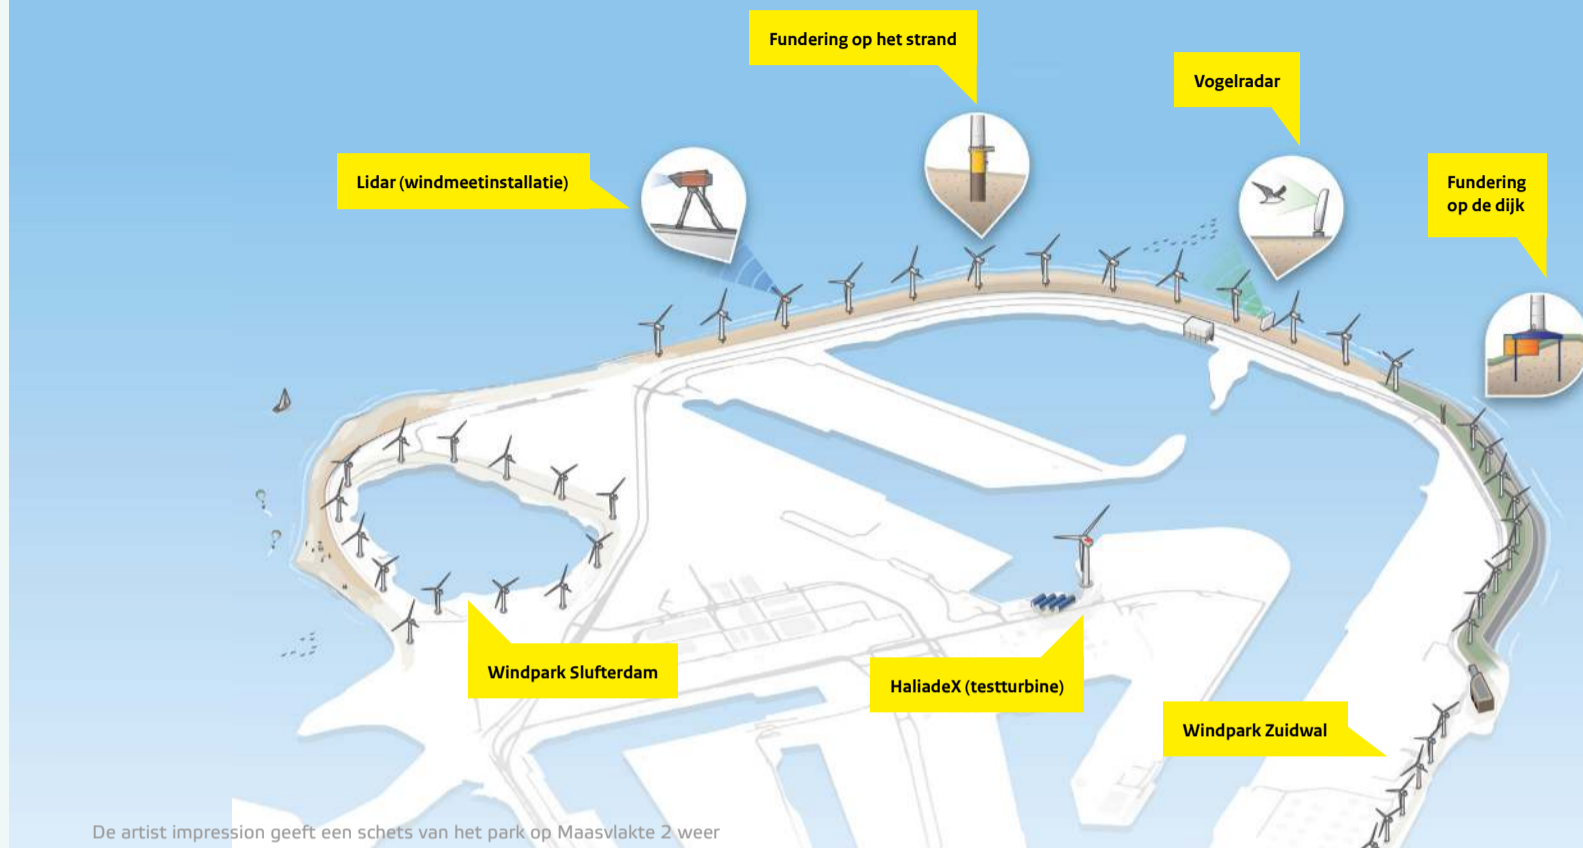 Fundering op het strand
Vogelradar
Lidar (windmeetinstallatie)
Fundering
op de dijk
Windpark Slufterdam
HaliadeX (testturbine)
Windpark Zuidwal
De artist impression geeft een schets van het park op Maasvlakte 2 weer